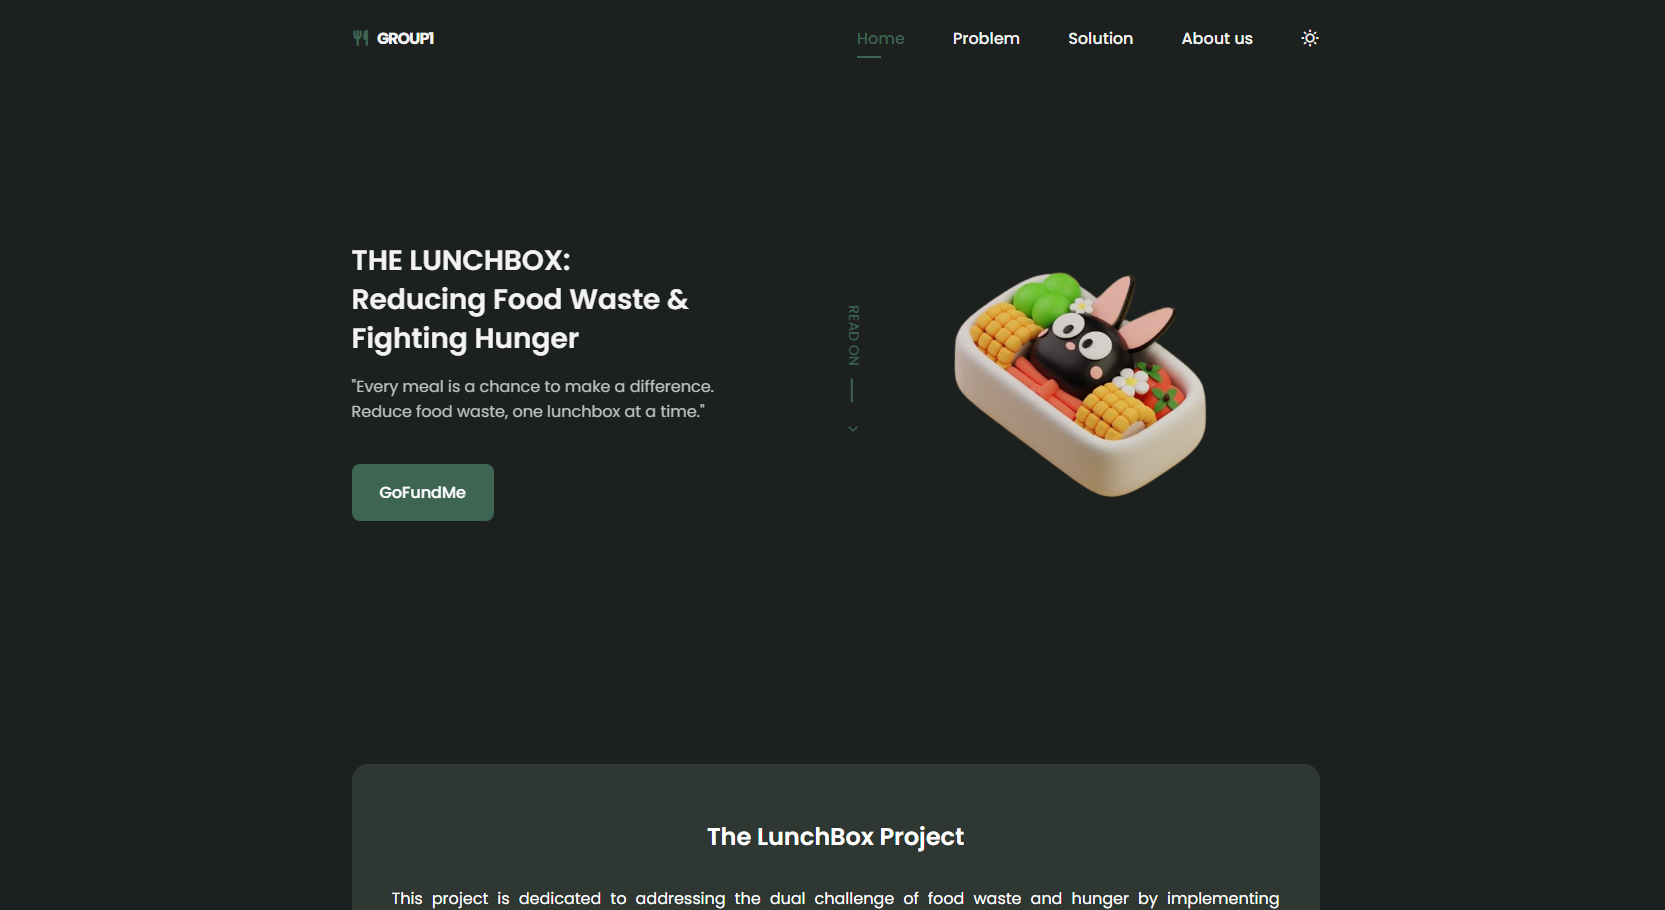 GROUP1
Home
Problem
Solution
About us
THE LUNCHBOX:
Reducing Food Waste &
Fighting Hunger
"Every meal is a chance to make a difference.
Reduce food waste, one lunchbox at a time."
GoFundMe
READ ON
The LunchBox Project
This project is dedicated to addressing the dual challenge of food waste and hunger by implementing